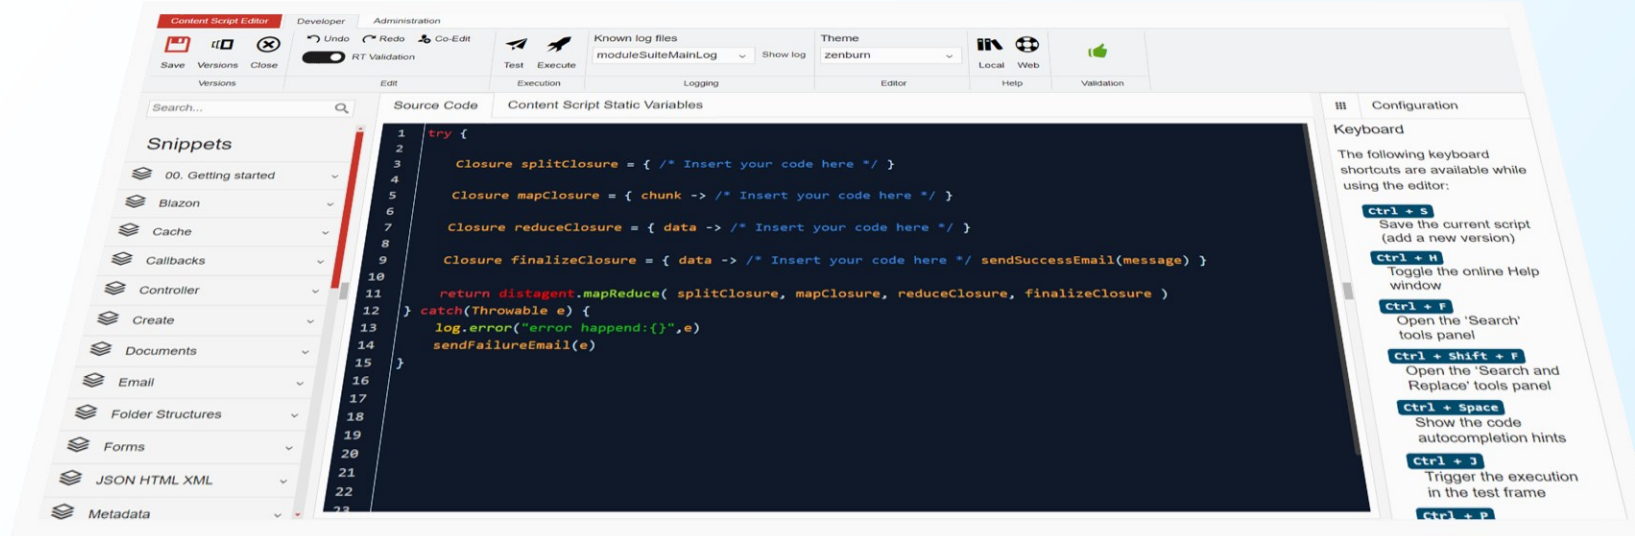 Content Script Editor Developer Administration
Save Versions Close
Versions
Undo Redo Co-Edit
RT Validation
Edit
Test Execute
Execution
Known log files
moduleSuiteMainLog Show log
Logging
Theme
zenburn
Editor
Local Web
Help
Validation
Search...
Snippets
00. Getting started
Blazon
Cache
Callbacks
Controller
Create
Documents
Email
Folder Structures
Forms
JSON HTML XML
Metadata
Source Code Content Script Static Variables
1 try {
2
3 Closure splitClosure = { /* Insert your code here */ }
4
5 Closure mapClosure = { chunk -> /* Insert your code here */ }
6
7 Closure reduceClosure = { data -> /* Insert your code here */ }
8
9 Closure finalizeClosure = { data -> /* Insert your code here */ sendSuccessEmail(message) }
10
11 return distagent.mapReduce( splitClosure, mapClosure, reduceClosure, finalizeClosure )
12 } catch(Throwable e) {
13 log.error("error happend:{}",e)
14 sendFailureEmail(e)
15 }
16
17
18
19
20
21
22
23
Configuration
Keyboard
The following keyboard
shortcuts are available while
using the editor:
Ctrl + S
Save the current script
(add a new version)
Ctrl + H
Toggle the online Help
window
Ctrl + F
Open the 'Search'
tools panel
Ctrl + Shift + F
Open the 'Search and
Replace' tools panel
Ctrl + Space
Show the code
autocompletion hints
Ctrl + J
Trigger the execution
in the test frame
Ctrl + P